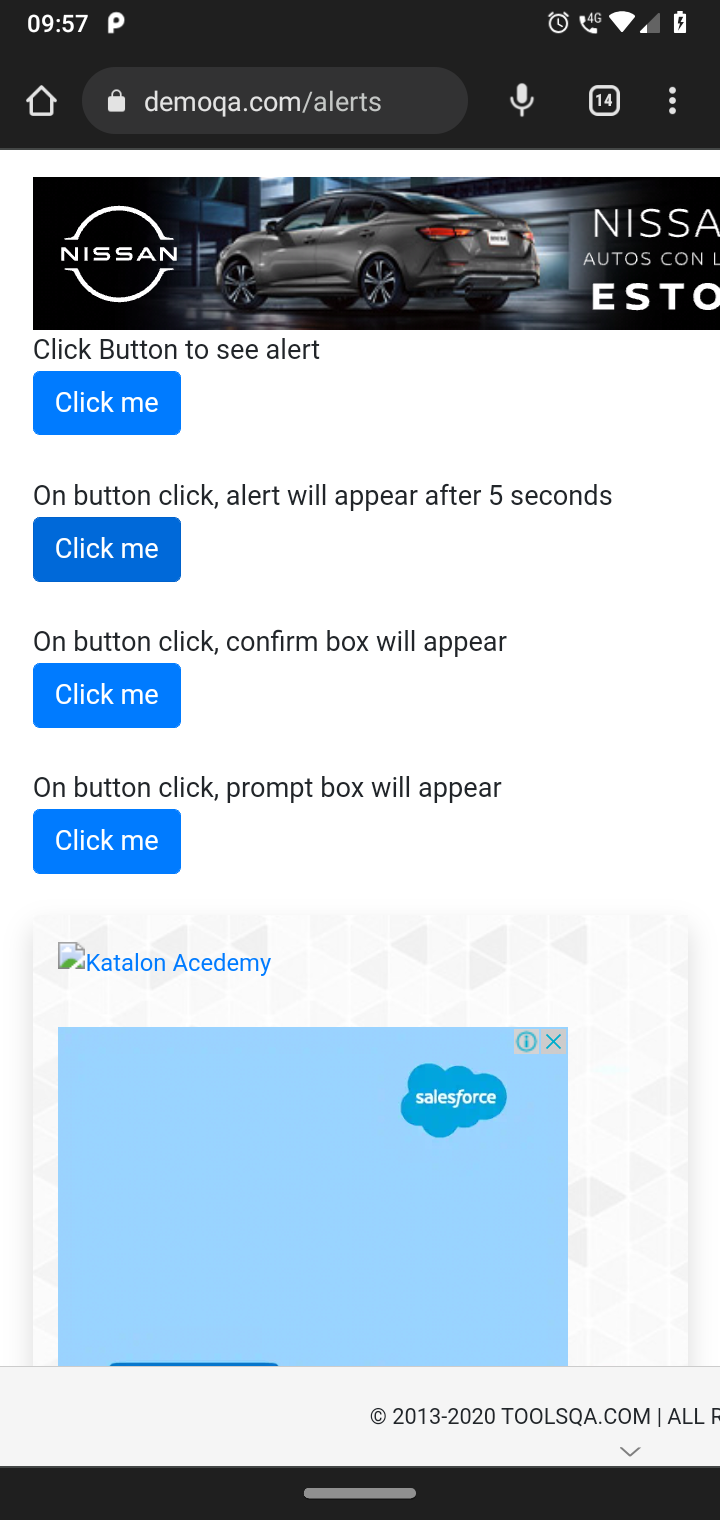 09:57
4G
demoqa.com/alerts
14
NISSAN
NISSA
AUTOS CON L
ESTO
Click Button to see alert
Click me
On button click, alert will appear after 5 seconds
Click me
On button click, confirm box will appear
Click me
On button click, prompt box will appear
Click me
Katalon Acedemy
salesforce
© 2013-2020 TOOLSQA.COM | ALL R